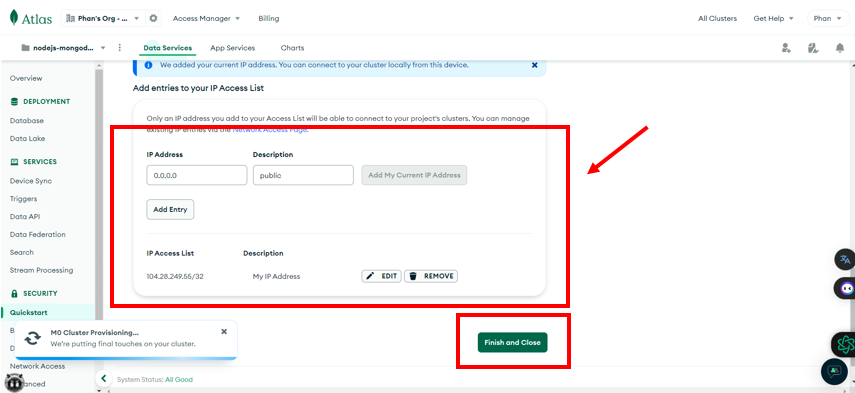 Atlas
Phan's Org - ...
Access Manager
Billing
All Clusters
Get Help
Phan
nodejs-mongod...
Data Services
App Services
Charts
Overview
DEPLOYMENT
Database
Data Lake
SERVICES
Device Sync
Triggers
Data API
Data Federation
Search
Stream Processing
SECURITY
Quickstart
Network Access
We added your current IP address. You can connect to your cluster locally from this device.
Add entries to your IP Access List
Only an IP address you add to your Access List will be able to connect to your project's clusters. You can manage
existing IP entries via the Network Access Page.
IP Address
Description
0.0.0.0
public
Add My Current IP Address
Add Entry
IP Access List
Description
104.28.249.55/32
My IP Address
EDIT
REMOVE
Finish and Close
M0 Cluster Provisioning...
We're putting final touches on your cluster.
System Status: All Good